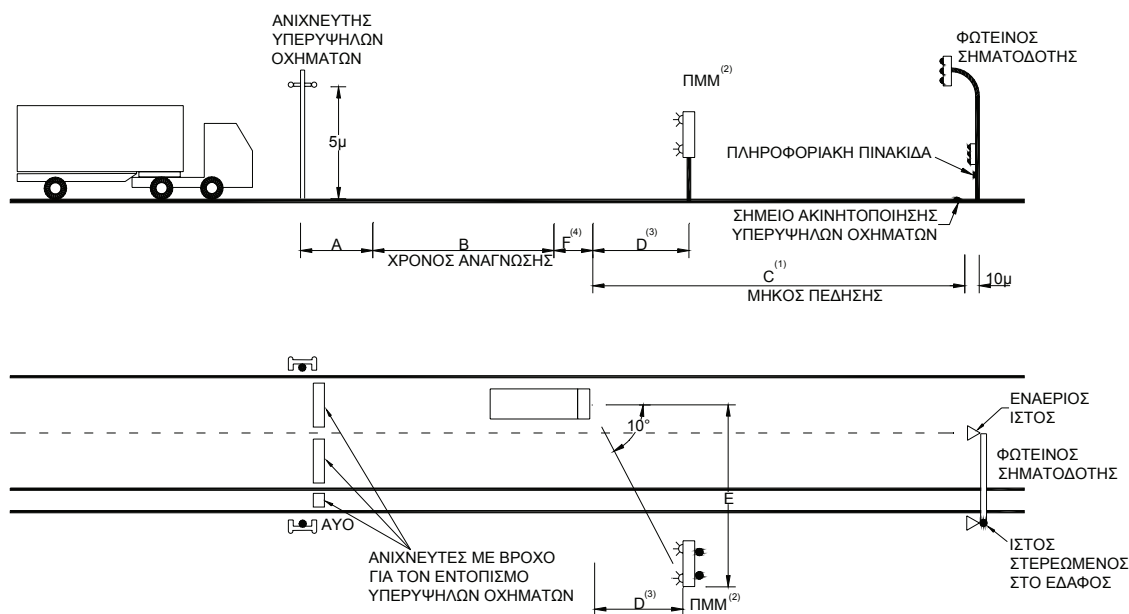 ΑΝΙΧΝΕΥΤΗΣ
ΥΠΕΡΥΨΗΛΩΝ
ΟΧΗΜΑΤΩΝ
ΦΩΤΕΙΝΟΣ
ΣΗΜΑΤΟΔΟΤΗΣ
ΠΜΜ(2)
5μ
ΠΛΗΡΟΦΟΡΙΑΚΗ ΠΙΝΑΚΙΔΑ
ΣΗΜΕΙΟ ΑΚΙΝΗΤΟΠΟΙΗΣΗΣ
ΥΠΕΡΥΨΗΛΩΝ ΟΧΗΜΑΤΩΝ
A
B
F(4)
D(3)
ΧΡΟΝΟΣ ΑΝΑΓΝΩΣΗΣ
C(1)
10μ
ΜΗΚΟΣ ΠΕΔΗΣΗΣ
ΕΝΑΕΡΙΟΣ
ΙΣΤΟΣ
10°
ΦΩΤΕΙΝΟΣ
ΣΗΜΑΤΟΔΟΤΗΣ
E
ΑΥΟ
ΑΝΙΧΝΕΥΤΕΣ ΜΕ ΒΡΟΧΟ
ΓΙΑ ΤΟΝ ΕΝΤΟΠΙΣΜΟ
ΥΠΕΡΥΨΗΛΩΝ ΟΧΗΜΑΤΩΝ
ΙΣΤΟΣ
ΣΤΕΡΕΩΜΕΝΟΣ
ΣΤΟ ΕΔΑΦΟΣ
D(3)
ΠΜΜ(2)